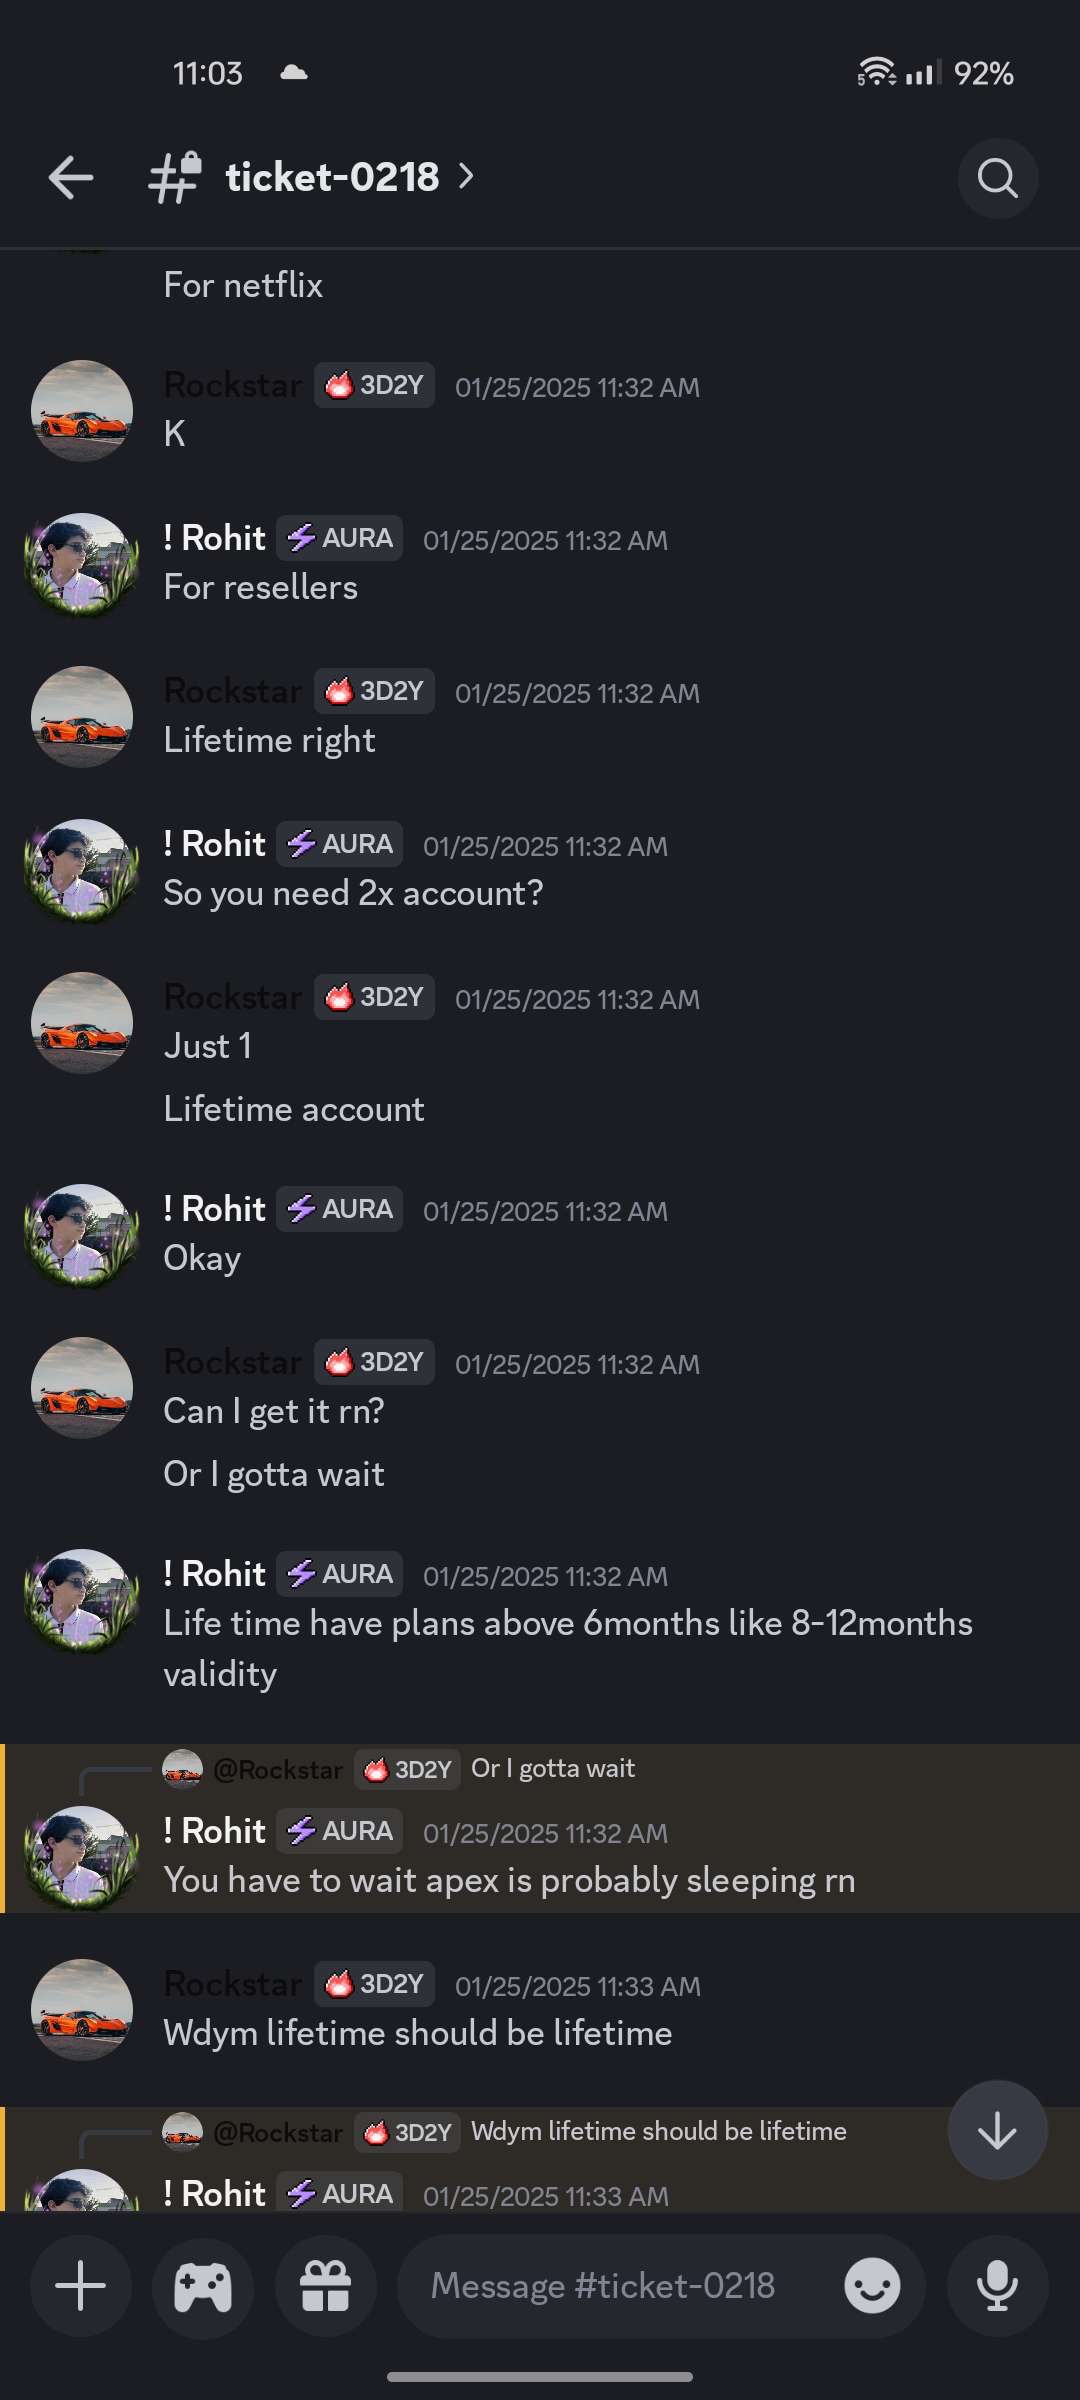 11:03
5
92%
ticket-0218
For netflix
Rockstar 3D2Y 01/25/2025 11:32 AM
K
! Rohit AURA 01/25/2025 11:32 AM
For resellers
Rockstar 3D2Y 01/25/2025 11:32 AM
Lifetime right
! Rohit AURA 01/25/2025 11:32 AM
So you need 2x account?
Rockstar 3D2Y 01/25/2025 11:32 AM
Just 1
Lifetime account
! Rohit AURA 01/25/2025 11:32 AM
Okay
Rockstar 3D2Y 01/25/2025 11:32 AM
Can I get it rn?
Or I gotta wait
! Rohit AURA 01/25/2025 11:32 AM
Life time have plans above 6months like 8-12months
validity
@Rockstar 3D2Y Or I gotta wait
! Rohit AURA 01/25/2025 11:32 AM
You have to wait apex is probably sleeping rn
Rockstar 3D2Y 01/25/2025 11:33 AM
Wdym lifetime should be lifetime
@Rockstar 3D2Y Wdym lifetime should be lifetime
! Rohit AURA 01/25/2025 11:33 AM
Message #ticket-0218